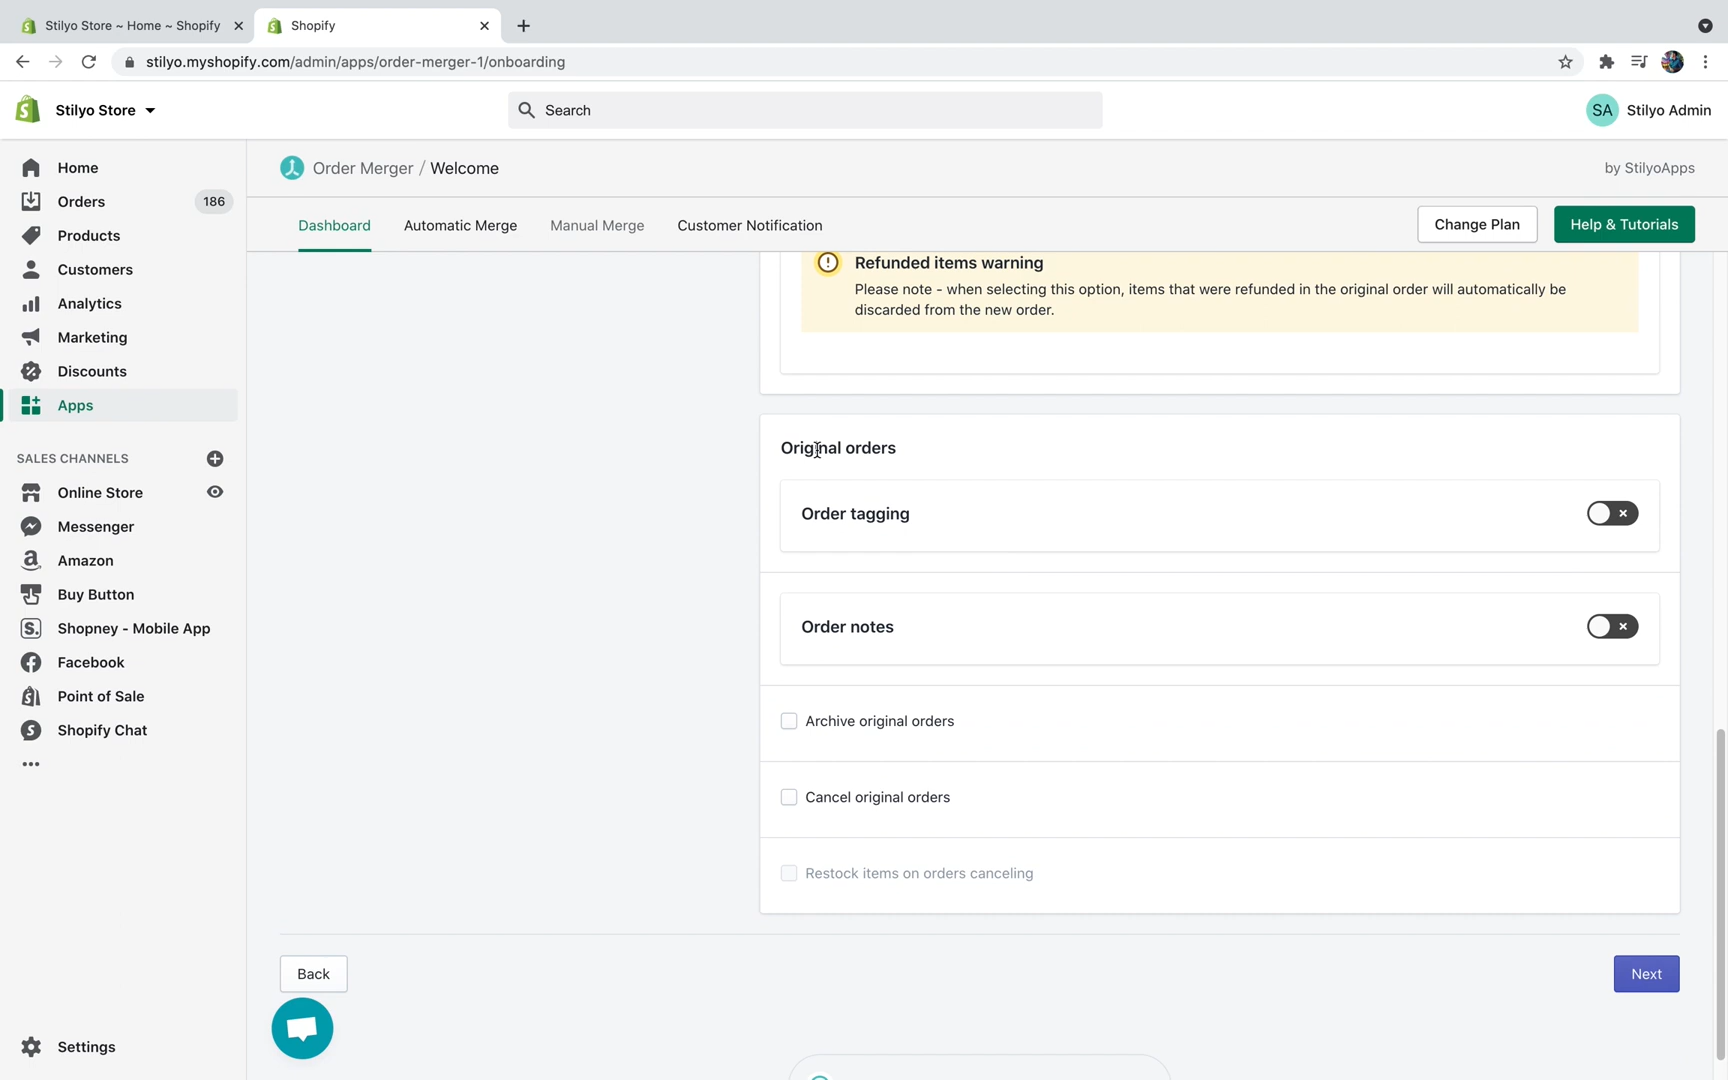 Stilyo Store ~ Home ~ Shopify
Shopify
stilyo.myshopify.com/admin/apps/order-merger-1/onboarding
Stilyo Store
Search
SA Stilyo Admin
Home
Orders 186
Products
Customers
Analytics
Marketing
Discounts
Apps
SALES CHANNELS
Online Store
Messenger
Amazon
Buy Button
Shopney - Mobile App
Facebook
Point of Sale
Shopify Chat
Settings
Order Merger / Welcome
by StilyoApps
Dashboard Automatic Merge Manual Merge Customer Notification
Change Plan
Help & Tutorials
Refunded items warning
Please note - when selecting this option, items that were refunded in the original order will automatically be
discarded from the new order.
Original orders
Order tagging
Order notes
Archive original orders
Cancel original orders
Restock items on orders canceling
Back
Next